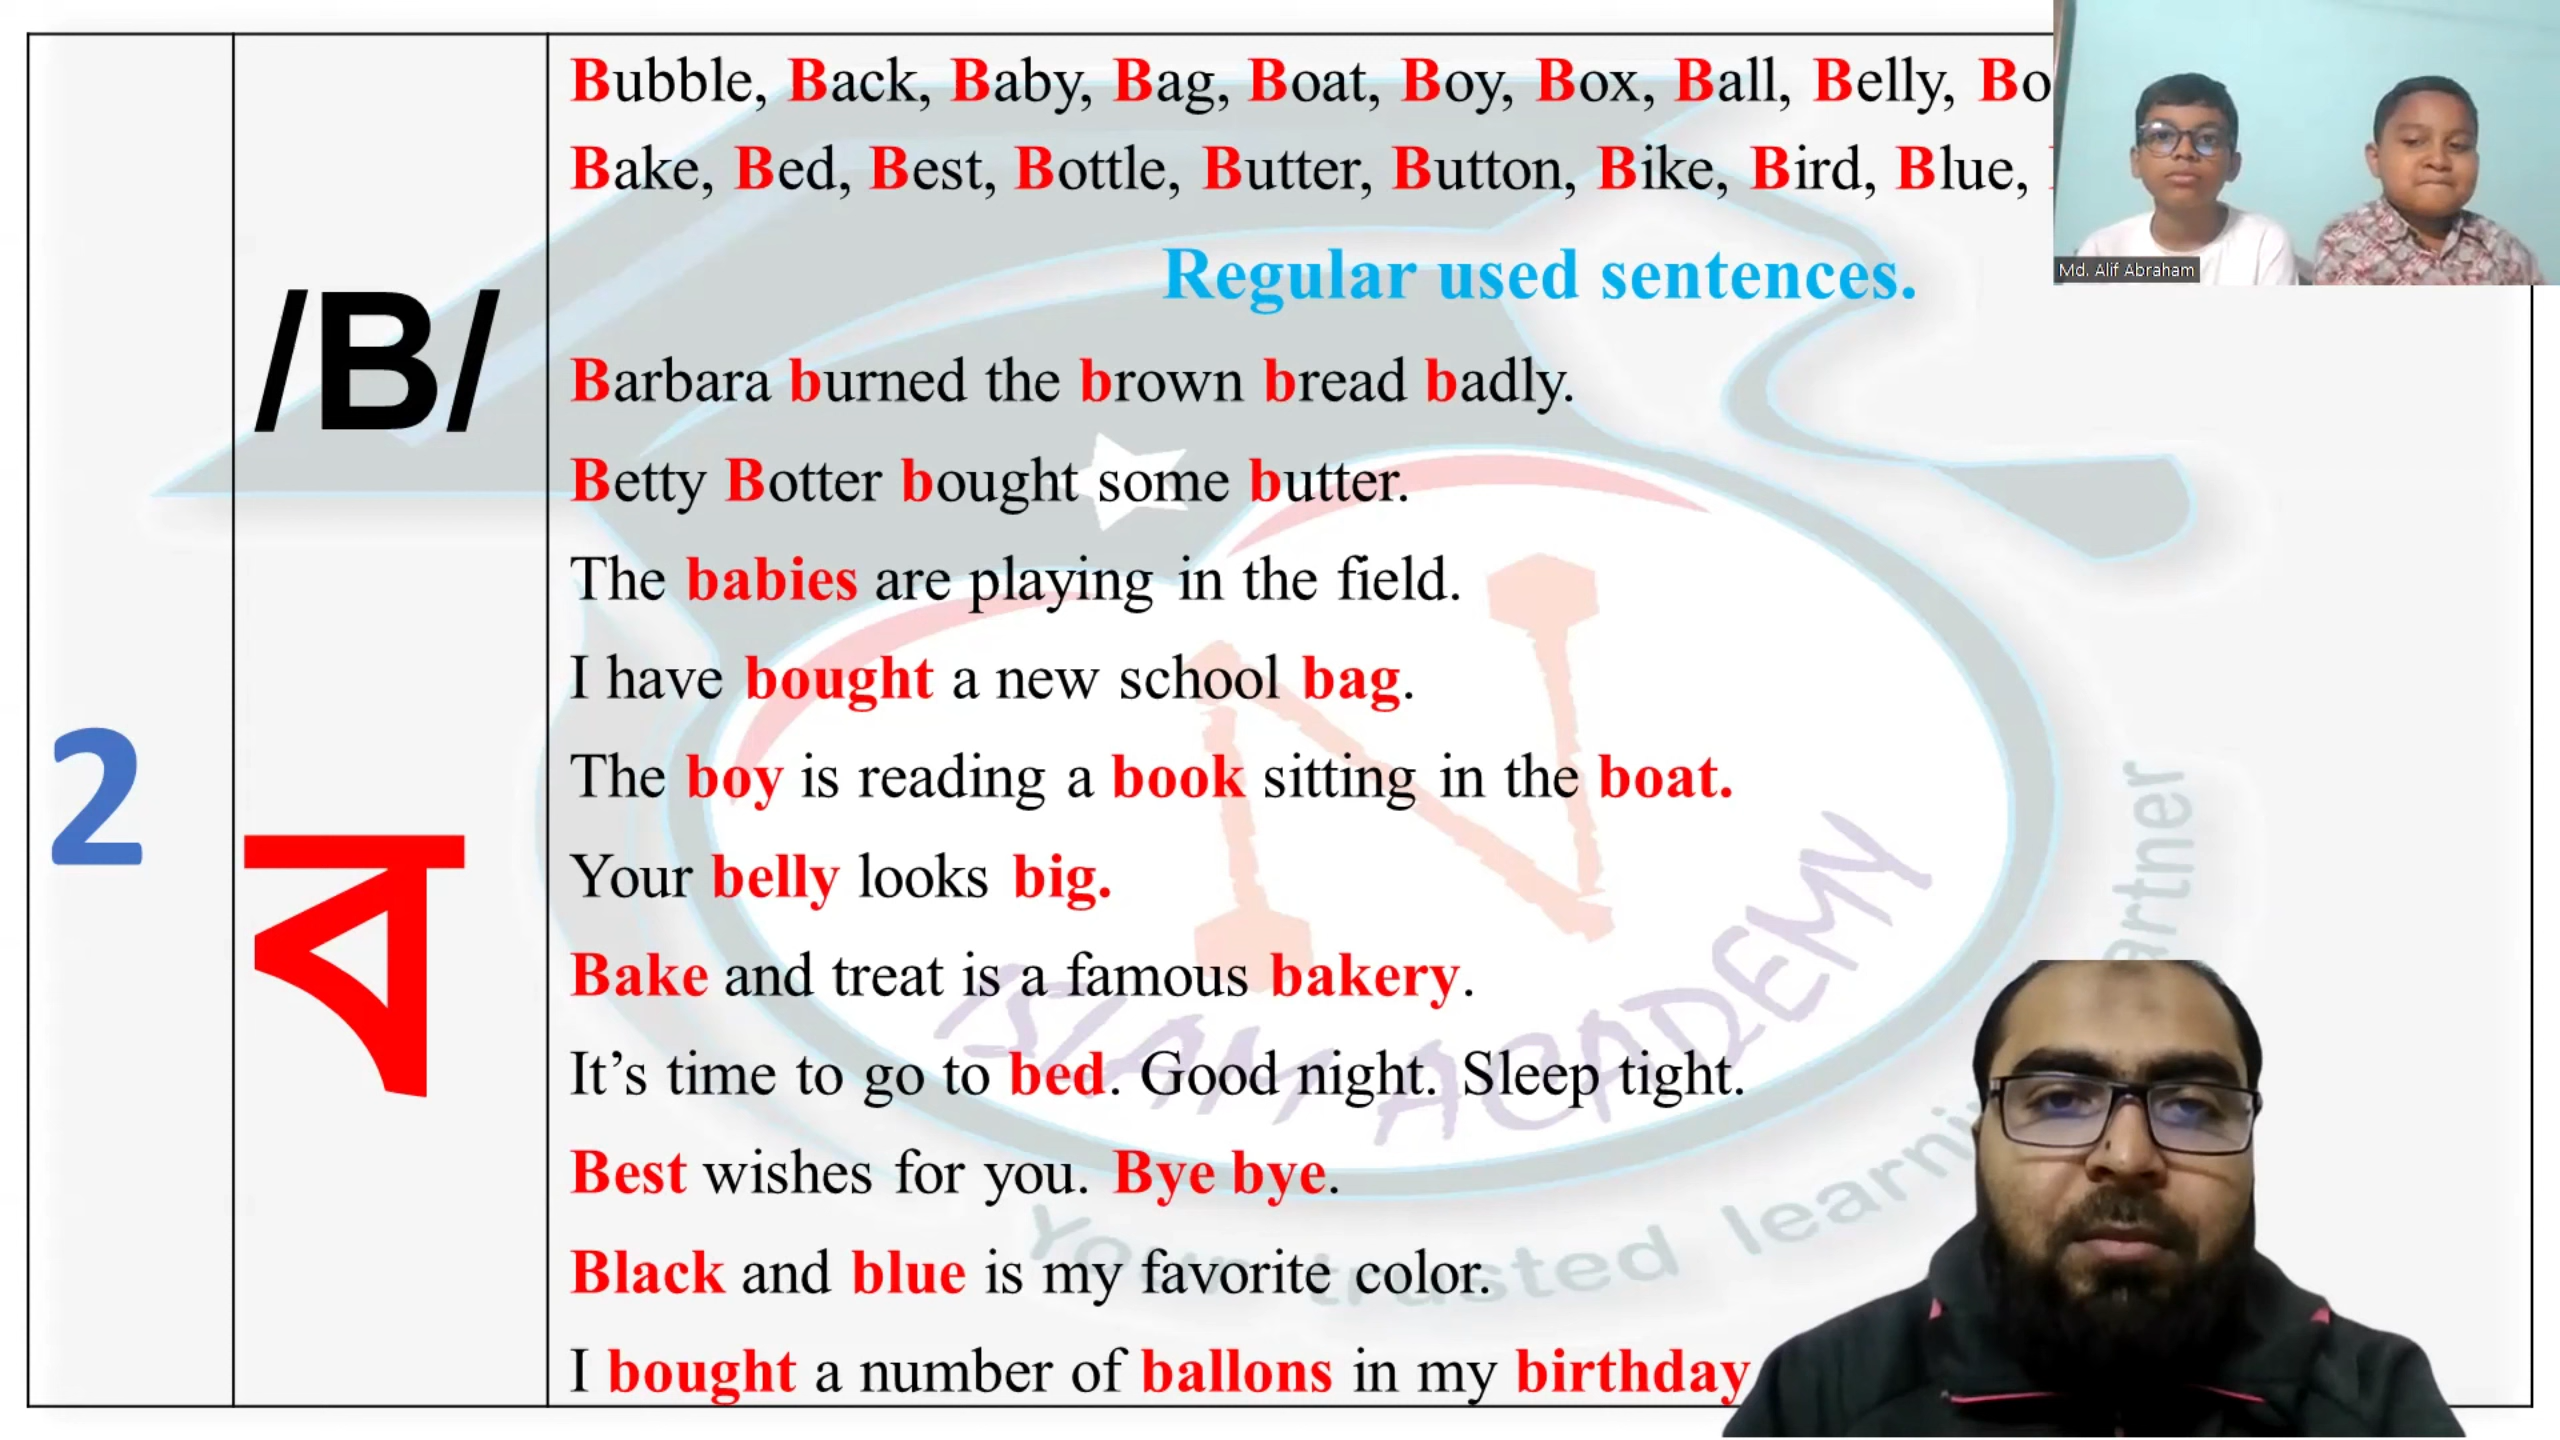 Bubble, Back, Baby, Bag, Boat, Boy, Box, Ball, Belly,
Bake, Bed, Best, Bottle, Butter, Button, Bike, Bird, Blue,
Md. Alif Abraham
Regular used sentences.
/B/
Barbara burned the brown bread badly.
Betty Botter bought some butter.
The babies are playing in the field.
I have bought a new school bag.
2
ব
The boy is reading a book sitting in the boat.
Your belly looks big.
Bake and treat is a famous bakery.
It’s time to go to bed. Good night. Sleep tight.
Best wishes for you. Bye bye.
Black and blue is my favorite color.
I bought a number of ballons in my birthday
N
ISLAM ACADEMY
Your trusted